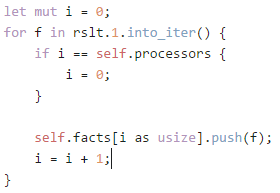 let mut i = 0;
for f in rslt.1.into_iter() {
    if i == self.processors {
        i = 0;
    }

    self.facts[i as usize].push(f);
    i = i + 1;
}